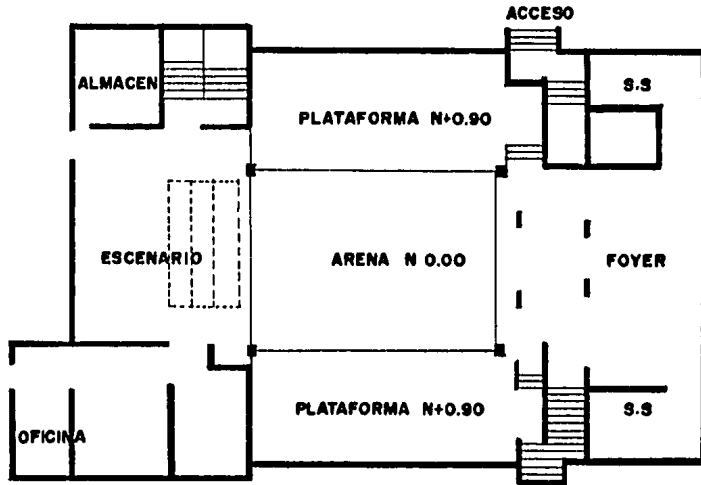 ACCESO
ALMACEN
S.S
PLATAFORMA N+0.90
ESCENARIO
ARENA N 0.00
FOYER
PLATAFORMA N+0.90
S.S
OFICINA